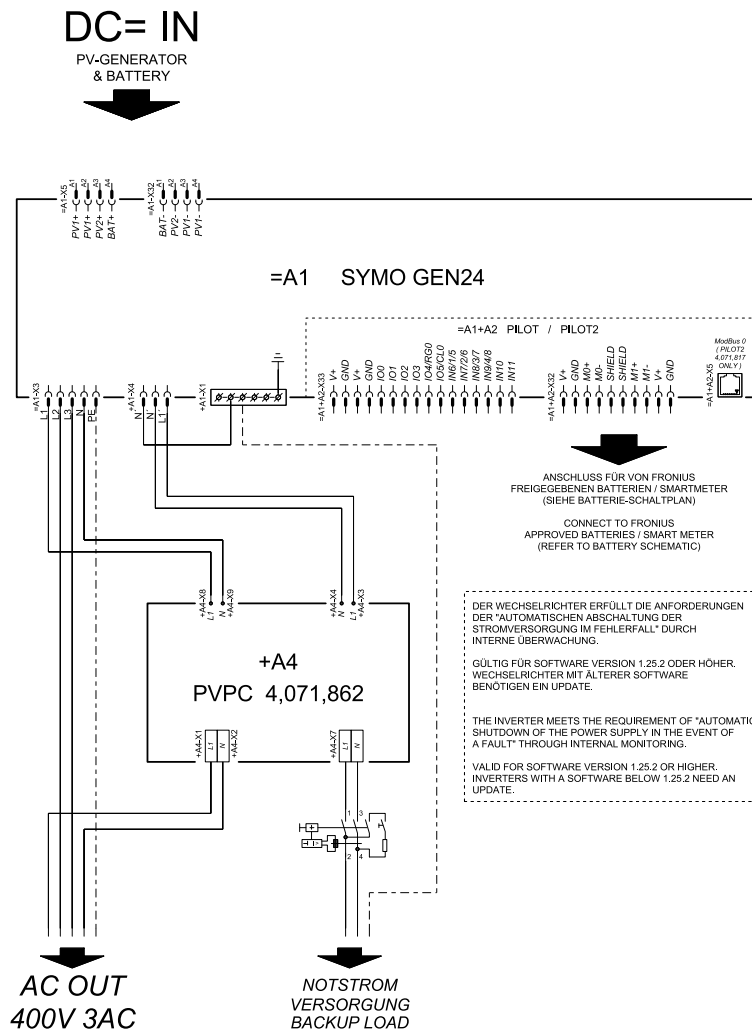 DC= IN
PV-GENERATOR
& BATTERY
=A1-X5
A1
A2
A3
A4
PV1+
PV1+
PV2+
BAT+
=A1-X32
A1
A2
A3
A4
BAT-
PV2-
PV1-
PV1-
=A1 SYMO GEN24
=A1+A2 PILOT / PILOT2
=A1-X3
L1
L2
L3
N
PE
+A1-X4
N'
N'
L1'
+A1-X1
=A1+A2-X33
V+
GND
V+
GND
IO0
IO1
IO2
IO3
IO4/RG0
IO5/CL0
IN6/1/5
IN7/2/6
IN8/3/7
IN9/4/8
IN10
IN11
=A1+A2-X32
V+
GND
M0+
M0-
SHIELD
SHIELD
M1+
M1-
V+
GND
=A1+A2-X5
ModBus 0
( PILOT2
4,071,817
ONLY )
ANSCHLUSS FÜR VON FRONIUS
FREIGEGEBENEN BATTERIEN / SMARTMETER
(SIEHE BATTERIE-SCHALTPLAN)
CONNECT TO FRONIUS
APPROVED BATTERIES / SMART METER
(REFER TO BATTERY SCHEMATIC)
+A4-X8
L1
N
+A4-X9
+A4-X4
N
L1
+A4-X3
+A4
PVPC 4,071,862
+A4-X1
L1
N
+A4-X2
+A4-X7
L1
N
DER WECHSELRICHTER ERFÜLLT DIE ANFORDERUNGEN
DER "AUTOMATISCHEN ABSCHALTUNG DER
STROMVERSORGUNG IM FEHLERFALL" DURCH
INTERNE ÜBERWACHUNG.
GÜLTIG FÜR SOFTWARE VERSION 1.25.2 ODER HÖHER.
WECHSELRICHTER MIT ÄLTERER SOFTWARE
BENÖTIGEN EIN UPDATE.
THE INVERTER MEETS THE REQUIREMENT OF "AUTOMATIC
SHUTDOWN OF THE POWER SUPPLY IN THE EVENT OF
A FAULT" THROUGH INTERNAL MONITORING.
VALID FOR SOFTWARE VERSION 1.25.2 OR HIGHER.
INVERTERS WITH A SOFTWARE BELOW 1.25.2 NEED AN
UPDATE.
1
3
2
4
AC OUT
400V 3AC
NOTSTROM
VERSORGUNG
BACKUP LOAD